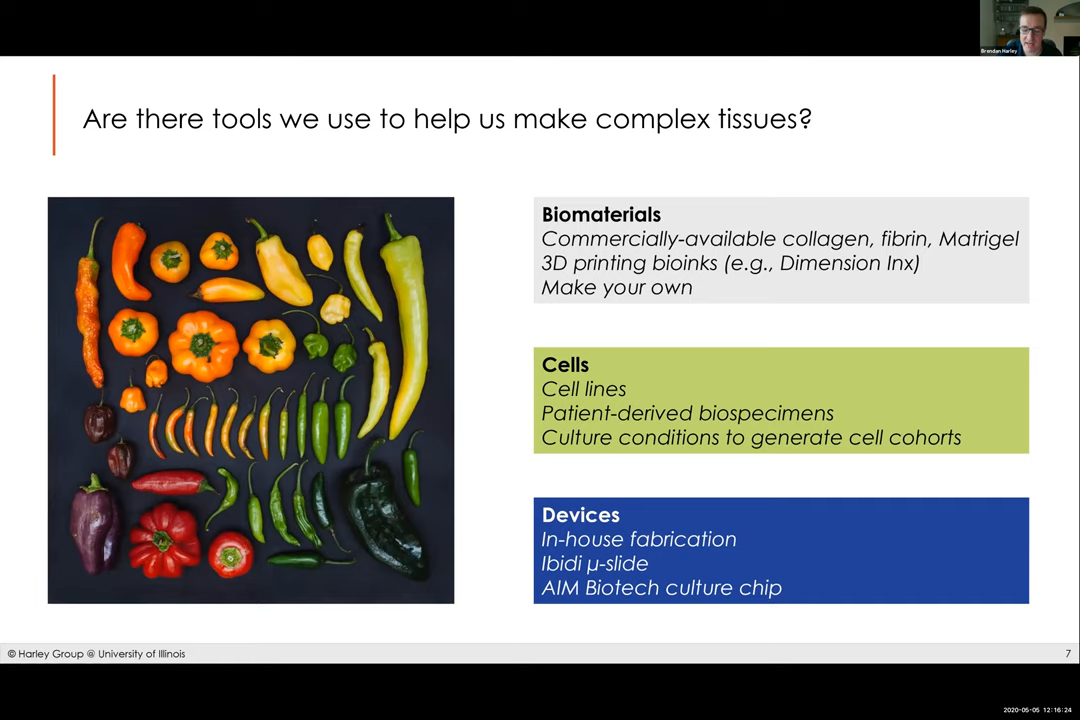 Brendan Harley
Are there tools we use to help us make complex tissues?
Biomaterials
Commercially-available collagen, fibrin, Matrigel
3D printing bioinks (e.g., Dimension Inx)
Make your own
Cells
Cell lines
Patient-derived biospecimens
Culture conditions to generate cell cohorts
Devices
In-house fabrication
Ibidi µ-slide
AIM Biotech culture chip
© Harley Group @ University of Illinois
7
2020-05-05 12:16:24